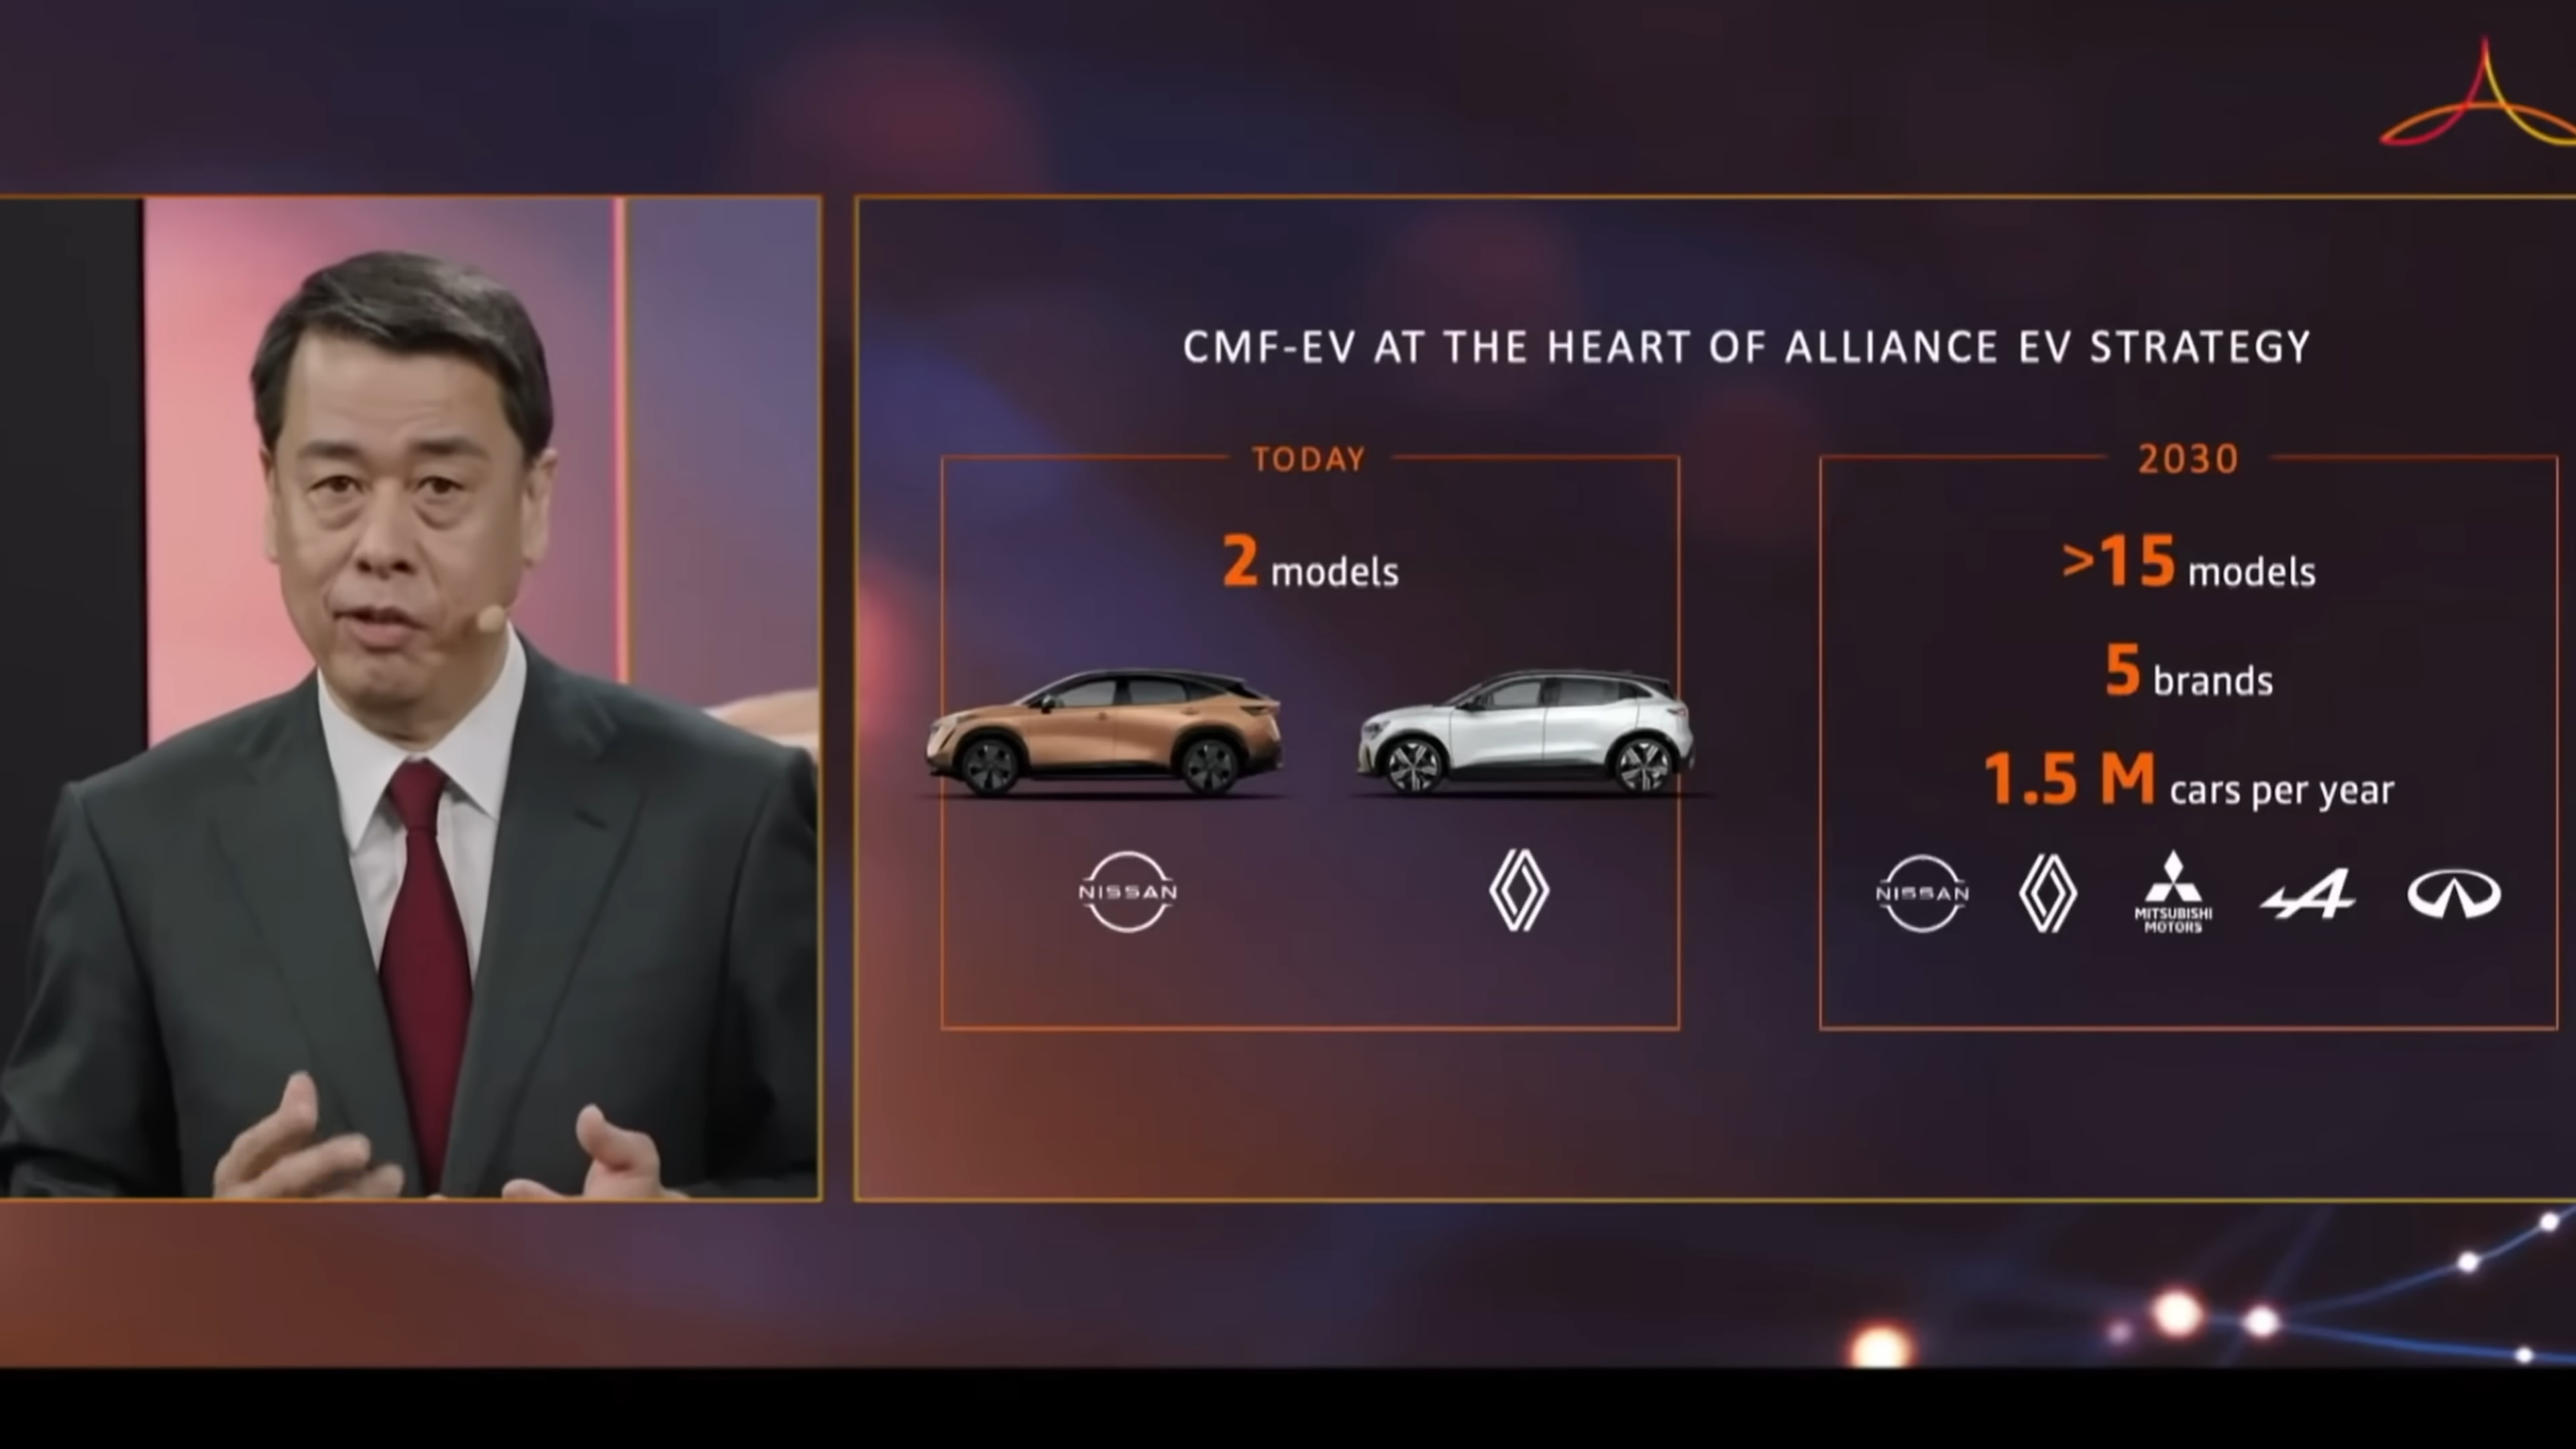 CMF-EV AT THE HEART OF ALLIANCE EV STRATEGY
TODAY
2 models
NISSAN
2030
>15 models
5 brands
1.5 M cars per year
NISSAN
MITSUBISHI
MOTORS